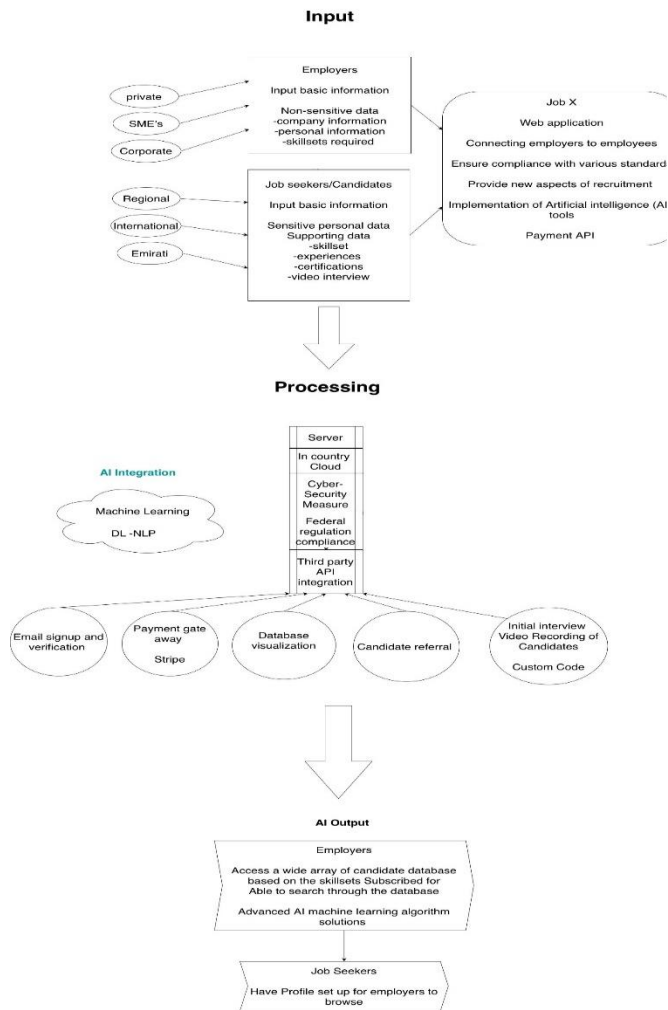 Input
private
SME's
Corporate
Employers
Input basic information
Non-sensitive data
-company information
-personal information
-skillsets required
Regional
International
Emirati
Job seekers/Candidates
Input basic information
Sensitive personal data
Supporting data
-skillset
-experiences
-certifications
-video interview
Job X
Web application
Connecting employers to employees
Ensure compliance with various standard
Provide new aspects of recruitment
Implementation of Artificial intelligence (AI
tools
Payment API
Processing
AI Integration
Machine Learning
DL -NLP
Server
In country
Cloud
Cyber-
Security
Measure
Federal
regulation
compliance
Third party
API
integration
Email signup and
verification
Payment gate
away
Stripe
Database
visualization
Candidate referral
Initial interview
Video Recording of
Candidates
Custom Code
AI Output
Employers
Access a wide array of candidate database
based on the skillsets Subscribed for
Able to search through the database
Advanced AI machine learning algorithm
solutions
Job Seekers
Have Profile set up for employers to
browse